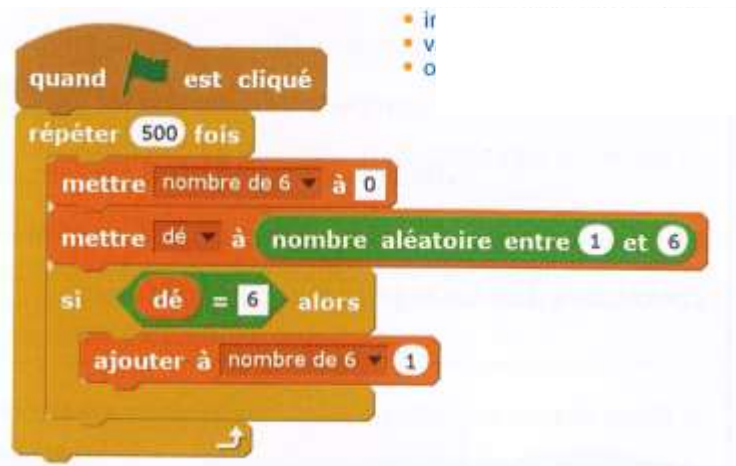 quand est cliqué
répéter 500 fois
mettre nombre de 6 à 0
mettre dé à nombre aléatoire entre 1 et 6
si dé = 6 alors
ajouter à nombre de 6 1